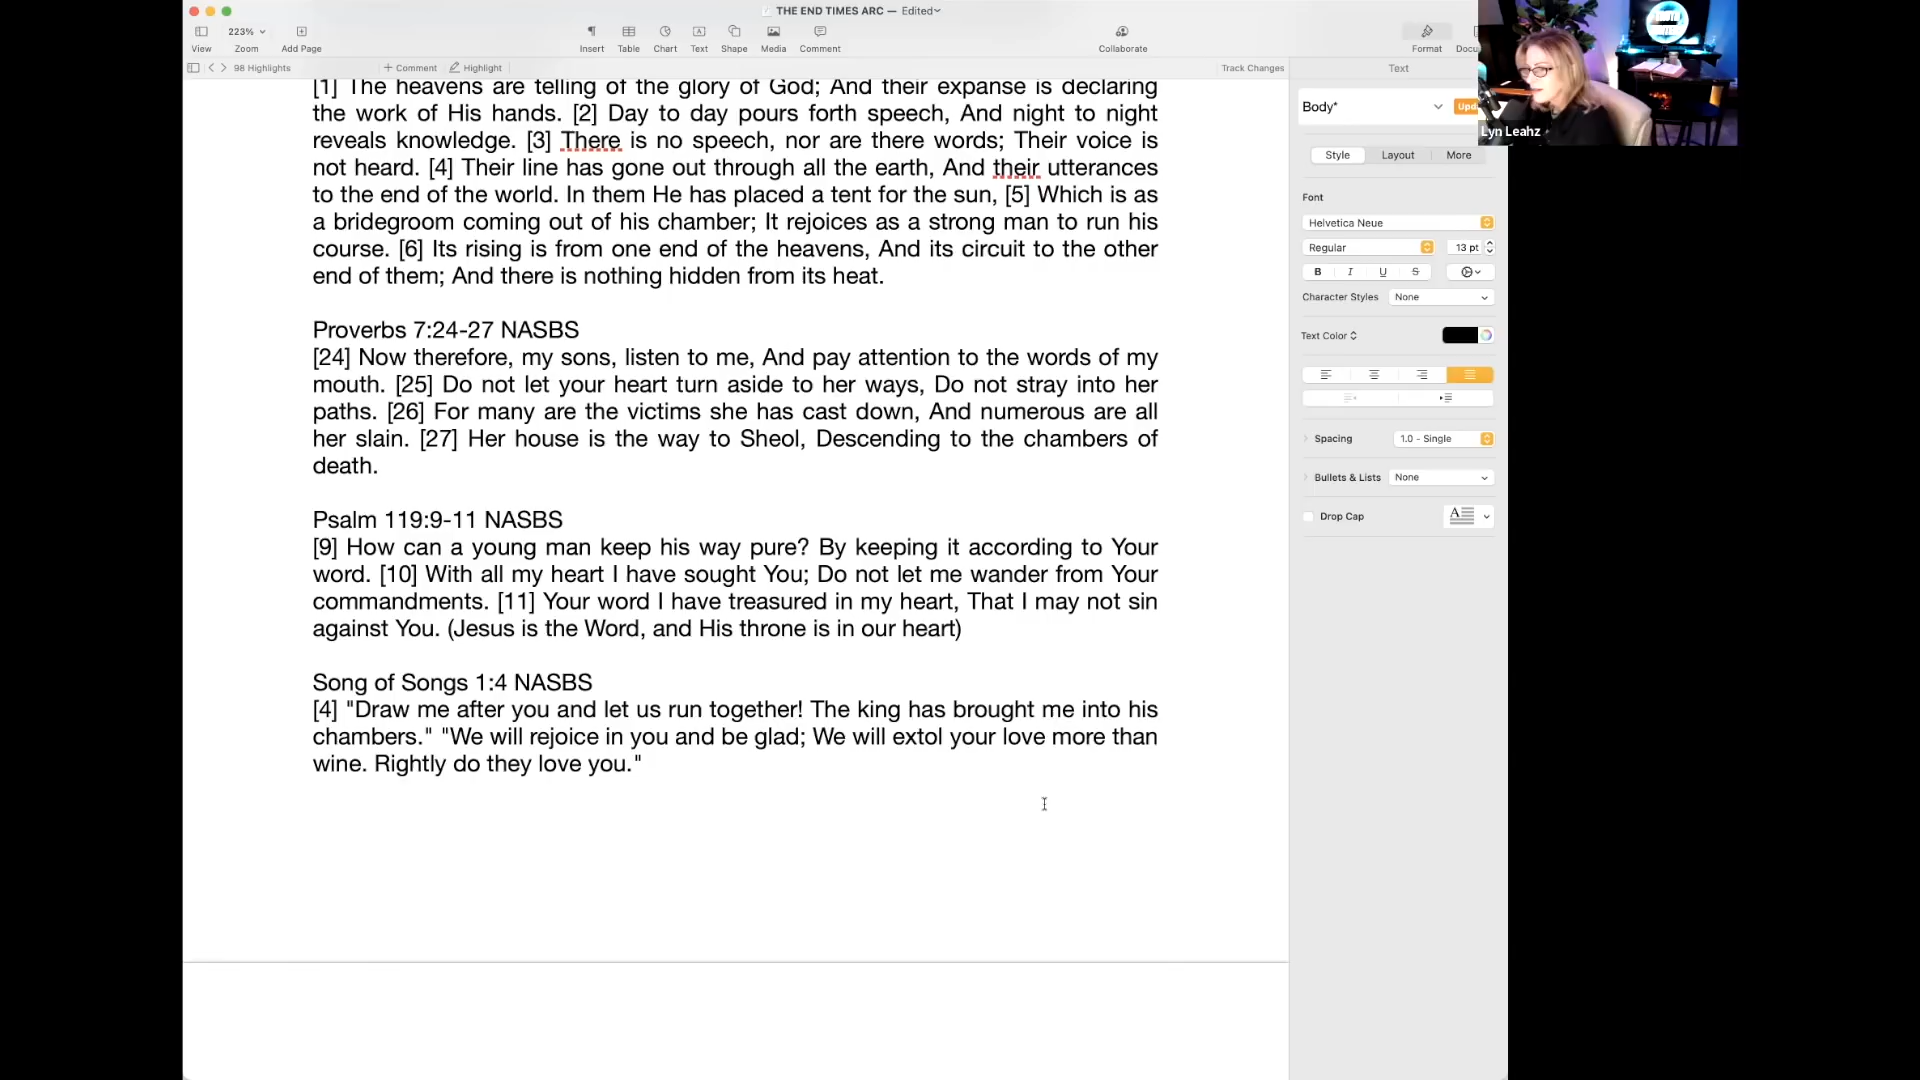 THE END TIMES ARC — Edited
223%
View
Zoom
Add Page
Insert
Table
Chart
Text
Shape
Media
Comment
Collaborate
Format
98 Highlights
Comment
Highlight
Track Changes
Text
[1] The heavens are telling of the glory of God; And their expanse is declaring
the work of His hands. [2] Day to day pours forth speech, And night to night
reveals knowledge. [3] There is no speech, nor are there words; Their voice is
not heard. [4] Their line has gone out through all the earth, And their utterances
to the end of the world. In them He has placed a tent for the sun, [5] Which is as
a bridegroom coming out of his chamber; It rejoices as a strong man to run his
course. [6] Its rising is from one end of the heavens, And its circuit to the other
end of them; And there is nothing hidden from its heat.
Proverbs 7:24-27 NASBS
[24] Now therefore, my sons, listen to me, And pay attention to the words of my
mouth. [25] Do not let your heart turn aside to her ways, Do not stray into her
paths. [26] For many are the victims she has cast down, And numerous are all
her slain. [27] Her house is the way to Sheol, Descending to the chambers of
death.
Psalm 119:9-11 NASBS
[9] How can a young man keep his way pure? By keeping it according to Your
word. [10] With all my heart I have sought You; Do not let me wander from Your
commandments. [11] Your word I have treasured in my heart, That I may not sin
against You. (Jesus is the Word, and His throne is in our heart)
Song of Songs 1:4 NASBS
[4] "Draw me after you and let us run together! The king has brought me into his
chambers." "We will rejoice in you and be glad; We will extol your love more than
wine. Rightly do they love you."
Body*
Style
Layout
More
Font
Helvetica Neue
Regular
13 pt
B
I
U
S
Character Styles
None
Text Color
Spacing
1.0 - Single
Bullets & Lists
None
Drop Cap
A
Lyn Leahz